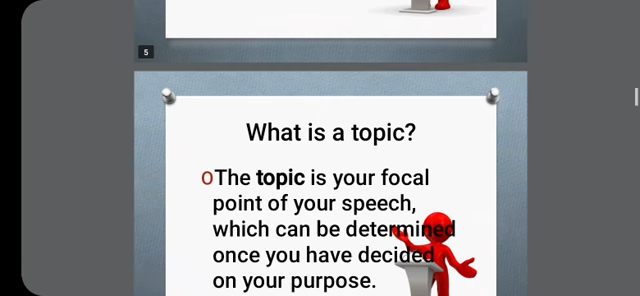 5
What is a topic?
oThe topic is your focal
point of your speech,
which can be determined
once you have decided
on your purpose.